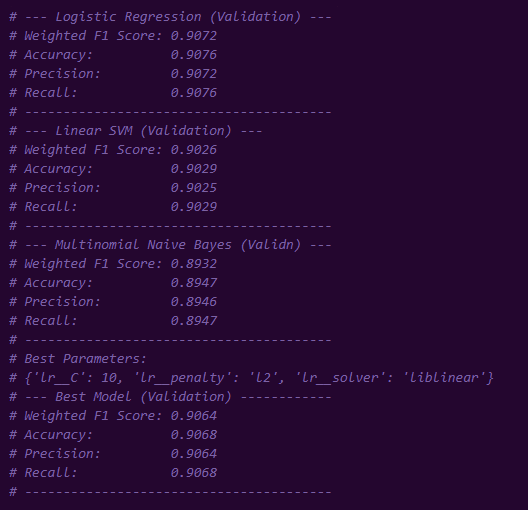 # --- Logistic Regression (Validation) ---
# Weighted F1 Score: 0.9072
# Accuracy:          0.9076
# Precision:         0.9072
# Recall:            0.9076
# ----------------------------------------
# --- Linear SVM (Validation) ---
# Weighted F1 Score: 0.9026
# Accuracy:          0.9029
# Precision:         0.9025
# Recall:            0.9029
# ----------------------------------------
# --- Multinomial Naive Bayes (Validn) ---
# Weighted F1 Score: 0.8932
# Accuracy:          0.8947
# Precision:         0.8946
# Recall:            0.8947
# ----------------------------------------
# Best Parameters:
# {'lr__C': 10, 'lr__penalty': 'l2', 'lr__solver': 'liblinear'}
# --- Best Model (Validation) ------------
# Weighted F1 Score: 0.9064
# Accuracy:          0.9068
# Precision:         0.9064
# Recall:            0.9068
# ----------------------------------------